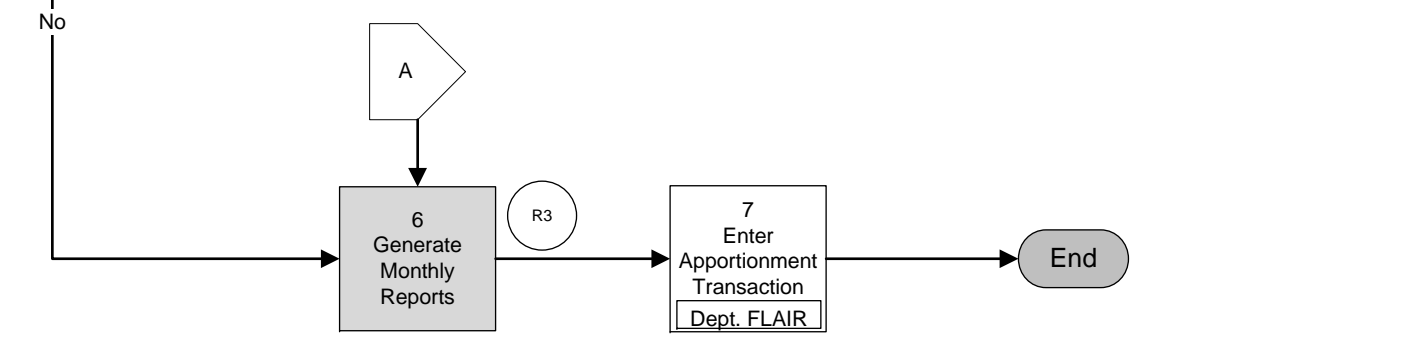 No
A
6
Generate
Monthly
Reports
R3
7
Enter
Apportionment
Transaction
Dept. FLAIR
End